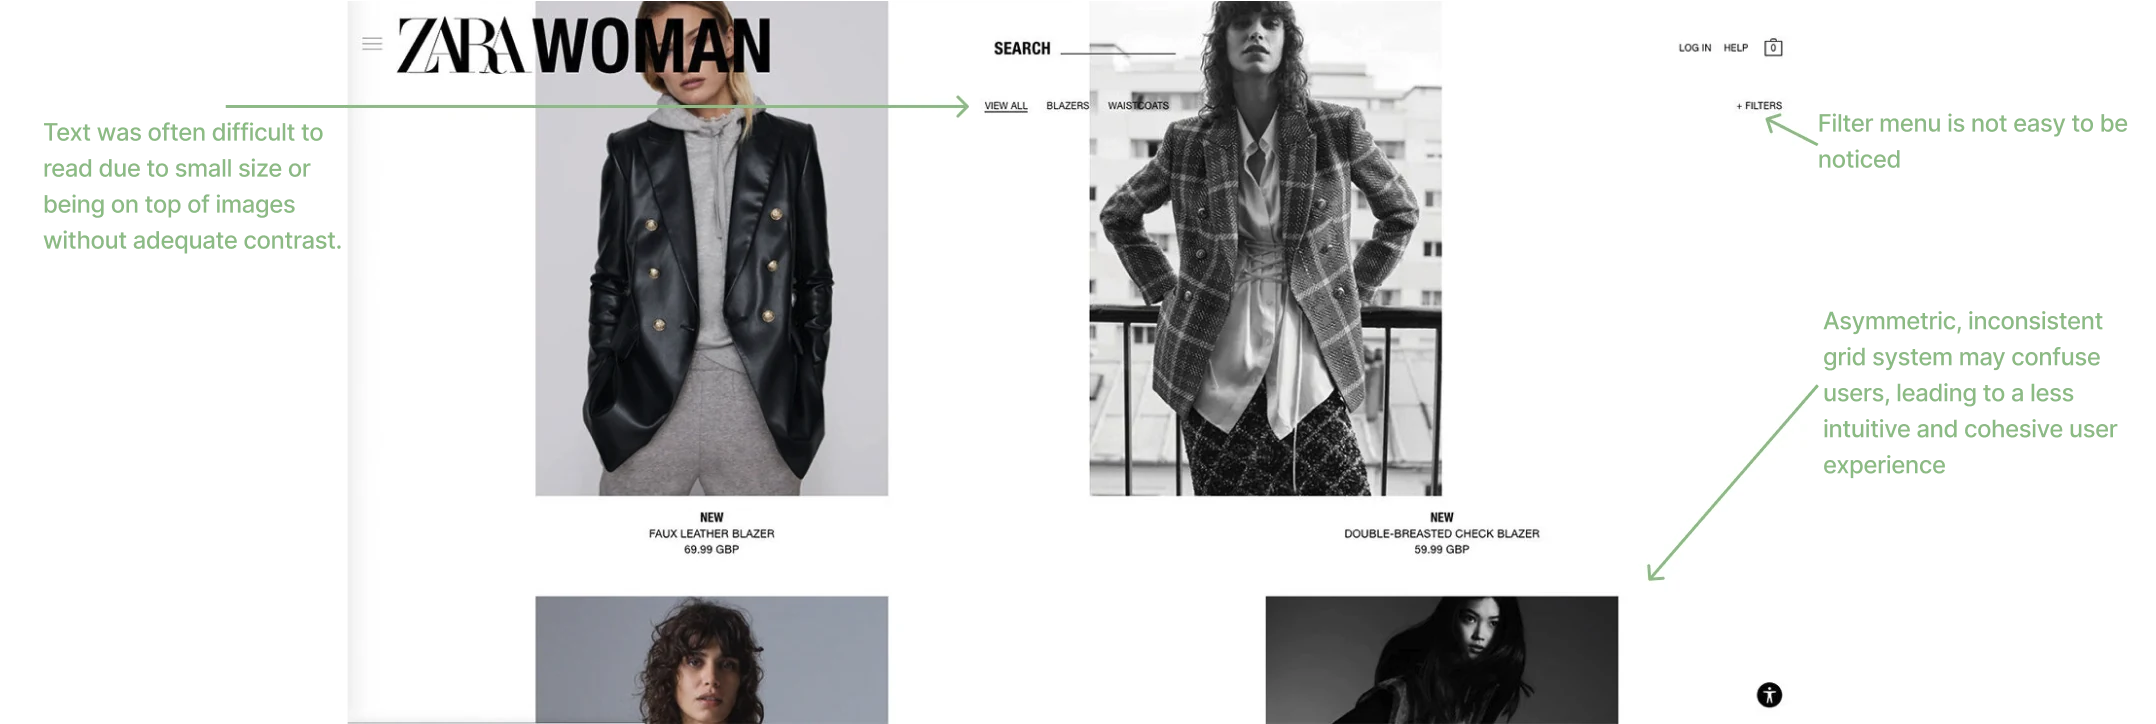 ZARA WOMAN
SEARCH
LOG IN HELP 0
VIEW ALL BLAZERS WAISTCOATS
+ FILTERS
Text was often difficult to
read due to small size or
being on top of images
without adequate contrast.
Filter menu is not easy to be
noticed
Asymmetric, inconsistent
grid system may confuse
users, leading to a less
intuitive and cohesive user
experience
NEW
FAUX LEATHER BLAZER
69.99 GBP
NEW
DOUBLE-BREASTED CHECK BLAZER
59.99 GBP